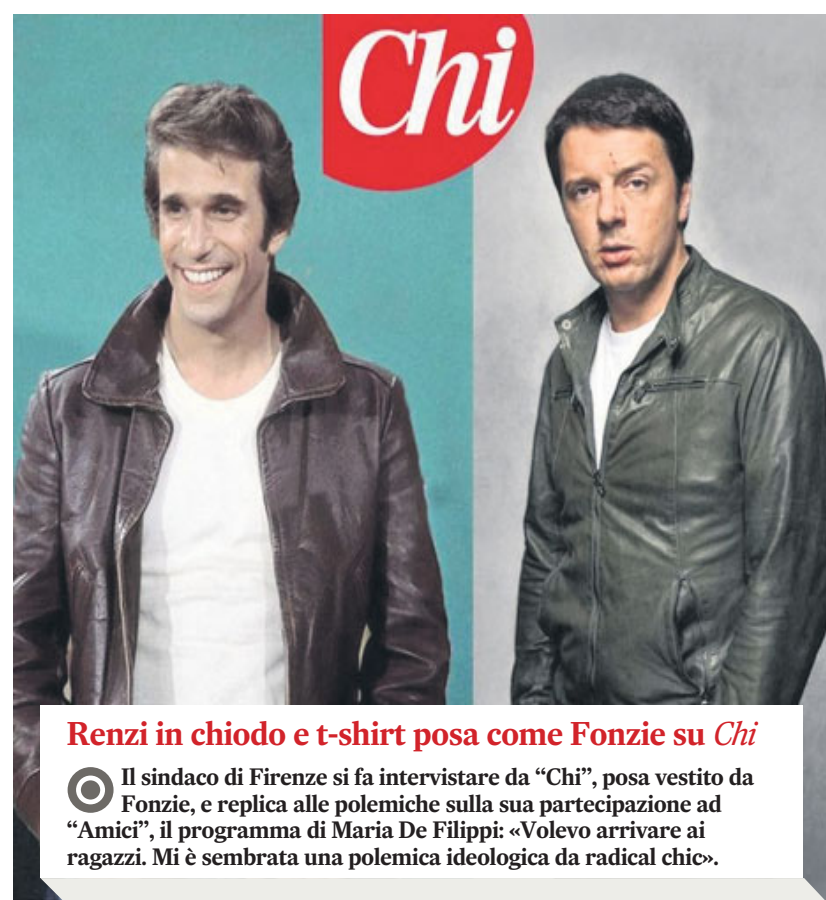 Chi
Renzi in chiodo e t-shirt posa come Fonzie su Chi
Il sindaco di Firenze si fa intervistare da “Chi”, posa vestito da
Fonzie, e replica alle polemiche sulla sua partecipazione ad
“Amici”, il programma di Maria De Filippi: «Volevo arrivare ai
ragazzi. Mi è sembrata una polemica ideologica da radical chic».